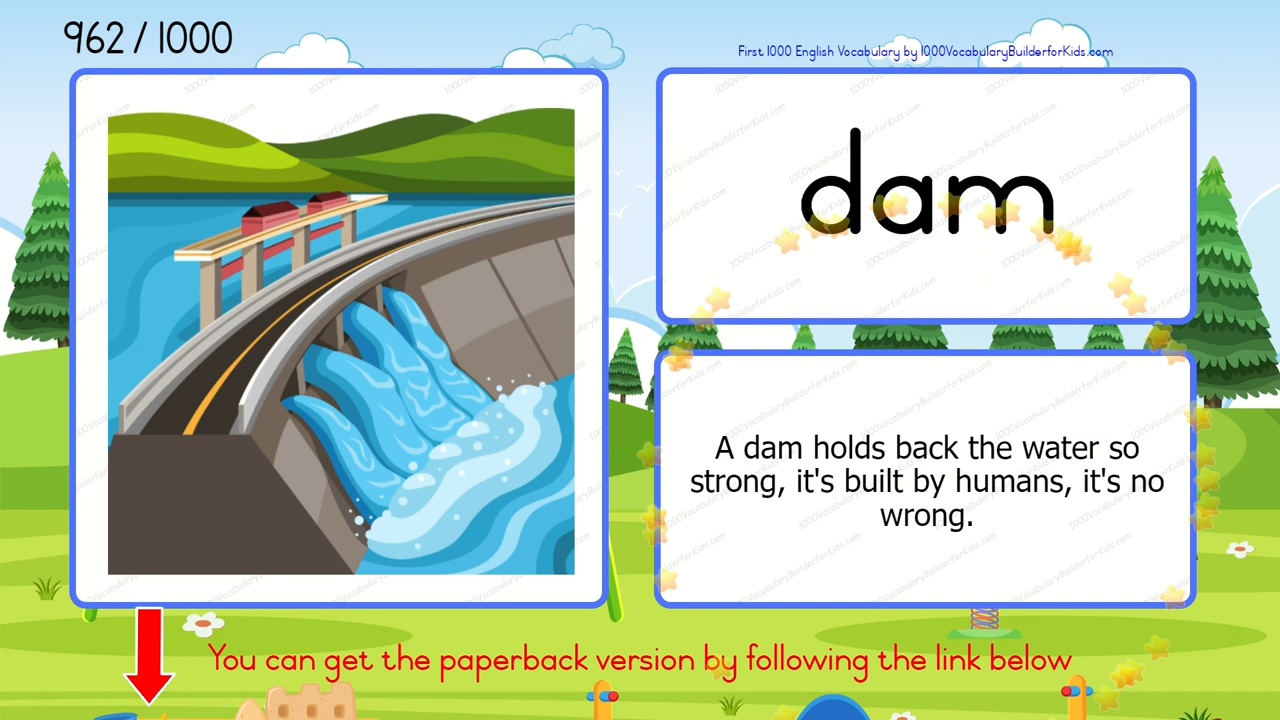 962 / 1000
First 1000 English Vocabulary by 1000VocabularyBuilderforKids.com
dam
A dam holds back the water so
strong, it's built by humans, it's no
wrong.
You can get the paperback version by following the link below